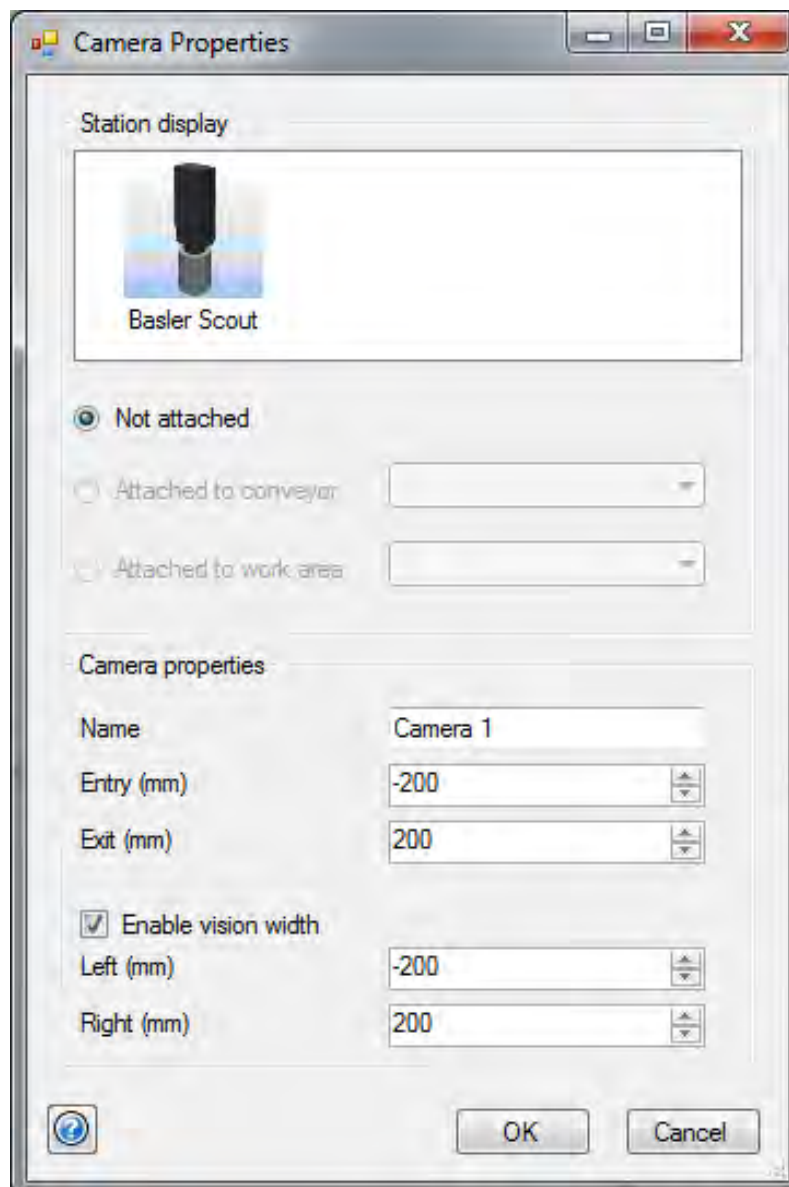 Camera Properties
Station display
Basler Scout
Not attached
Attached to conveyor
Attached to work area
Camera properties
Name Camera 1
Entry (mm) -200
Exit (mm) 200
Enable vision width
Left (mm) -200
Right (mm) 200
? OK Cancel